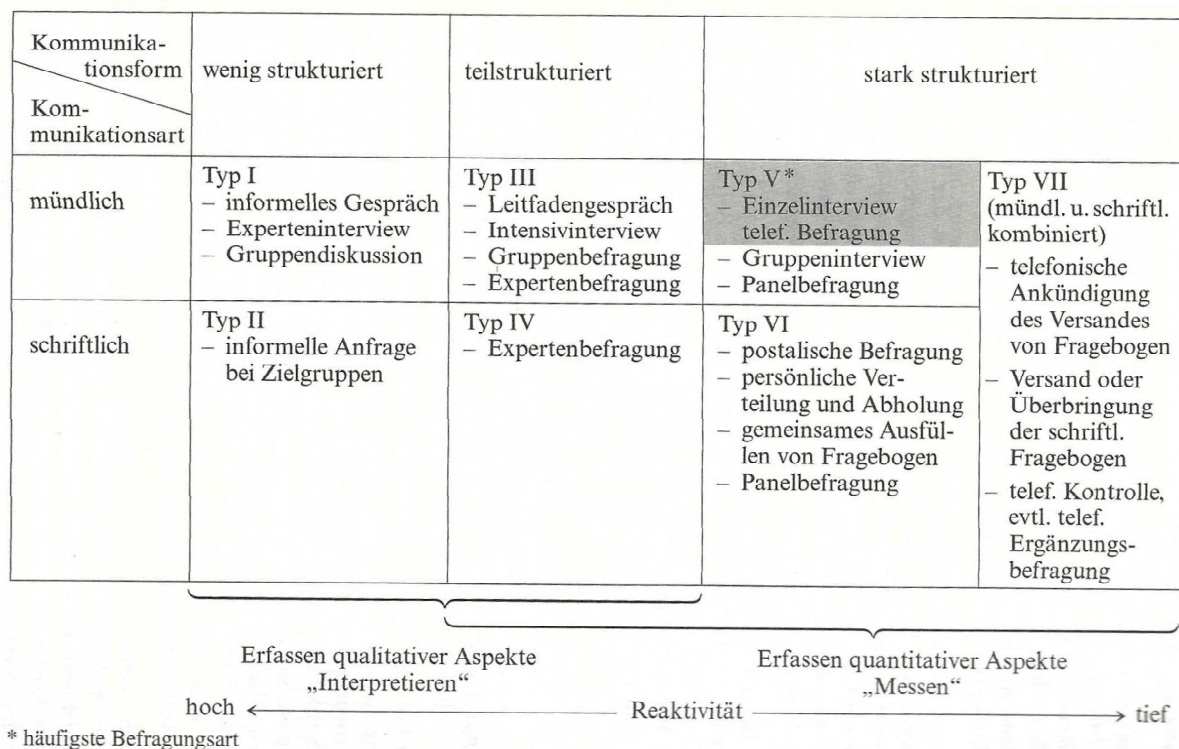 Kommunika-
tionsform
Kom-
munikationsart
wenig strukturiert
teilstrukturiert
stark strukturiert
mündlich
Typ I
– informelles Gespräch
– Experteninterview
– Gruppendiskussion
Typ III
– Leitfadengespräch
– Intensivinterview
– Gruppenbefragung
– Expertenbefragung
Typ V*
– Einzelinterview
telef. Befragung
– Gruppeninterview
– Panelbefragung
Typ VII
(mündl. u. schriftl.
kombiniert)
– telefonische
Ankündigung
des Versandes
von Fragebogen
– Versand oder
Überbringung
der schriftl.
Fragebogen
– telef. Kontrolle,
evtl. telef.
Ergänzungs-
befragung
schriftlich
Typ II
– informelle Anfrage
bei Zielgruppen
Typ IV
– Expertenbefragung
Typ VI
– postalische Befragung
– persönliche Ver-
teilung und Abholung
– gemeinsames Ausfül-
len von Fragebogen
– Panelbefragung
Erfassen qualitativer Aspekte
„Interpretieren“
Erfassen quantitativer Aspekte
„Messen“
hoch Reaktivität tief
* häufigste Befragungsart